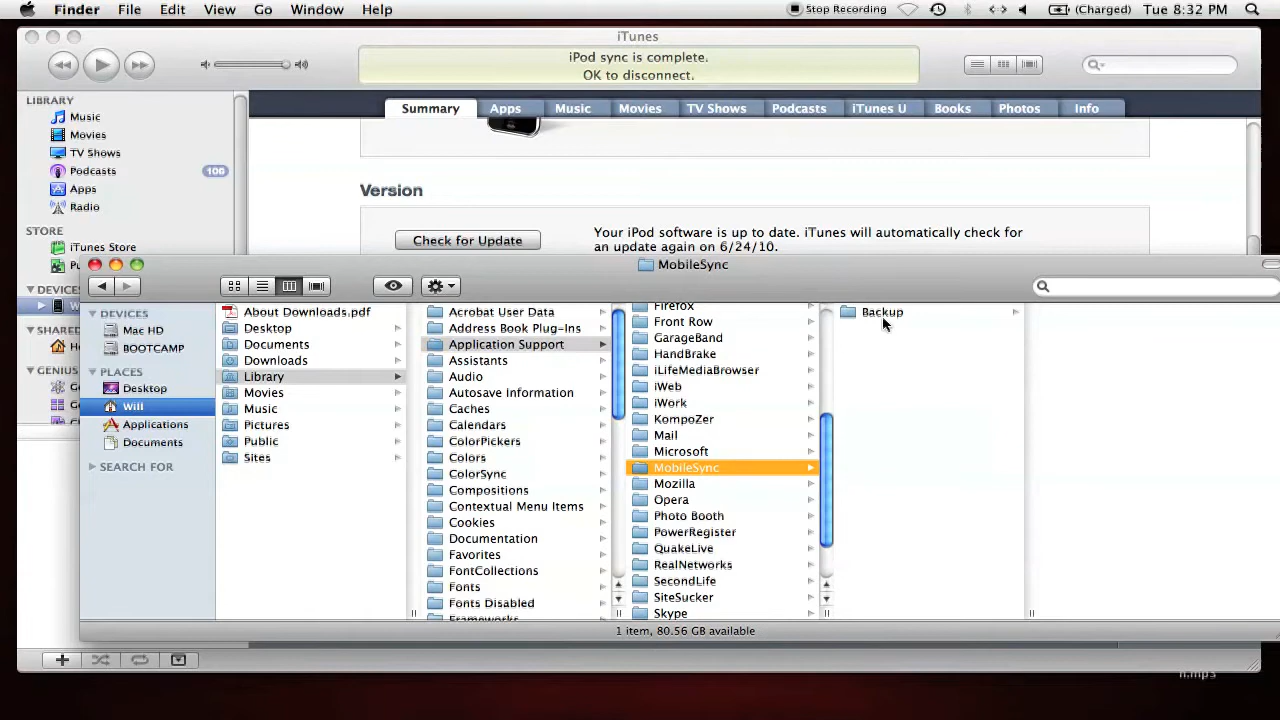 Finder File Edit View Go Window Help Stop Recording (Charged) Tue 8:32 PM
iTunes
iPod sync is complete.
OK to disconnect.
LIBRARY
Music
Movies
TV Shows
Podcasts 100
Apps
Radio
STORE
iTunes Store
Summary Apps Music Movies TV Shows Podcasts iTunes U Books Photos Info
Version
Check for Update
Your iPod software is up to date. iTunes will automatically check for
an update again on 6/24/10.
MobileSync
DEVICES
Mac HD
BOOTCAMP
PLACES
Desktop
Will
Applications
Documents
SEARCH FOR
About Downloads.pdf
Desktop
Documents
Downloads
Library
Movies
Music
Pictures
Public
Sites
Acrobat User Data
Address Book Plug-Ins
Application Support
Assistants
Audio
Autosave Information
Caches
Calendars
ColorPickers
Colors
ColorSync
Compositions
Contextual Menu Items
Cookies
Documentation
Favorites
FontCollections
Fonts
Fonts Disabled
Frameworks
Firefox
Front Row
GarageBand
HandBrake
iLifeMediaBrowser
iWeb
iWork
KompoZer
Mail
Microsoft
MobileSync
Mozilla
Opera
Photo Booth
PowerRegister
QuakeLive
RealNetworks
SecondLife
SiteSucker
Skype
Backup
1 item, 80.56 GB available